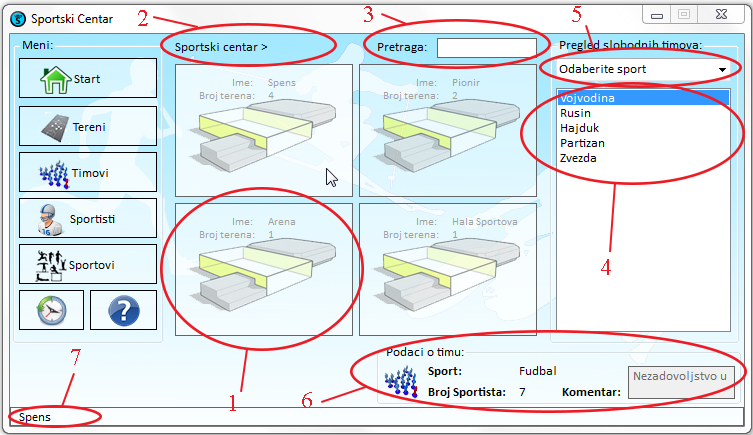 Sportski Centar
2
3
5
Meni:
Start
Tereni
Timovi
Sportisti
Sportovi
Sportski centar >
Pretraga:
Ime: Spens
Broj terena: 4
Ime: Pionir
Broj terena: 2
Ime: Arena
Broj terena: 1
Ime: Hala Sportova
Broj terena: 1
Pregled slobodnih timova:
Odaberite sport
Vojvodina
Rusin
Hajduk
Partizan
Zvezda
4
7
1
6
Podaci o timu:
Sport: Fudbal
Broj Sportista: 7 Komentar: Nezadovoljstvo u
Spens